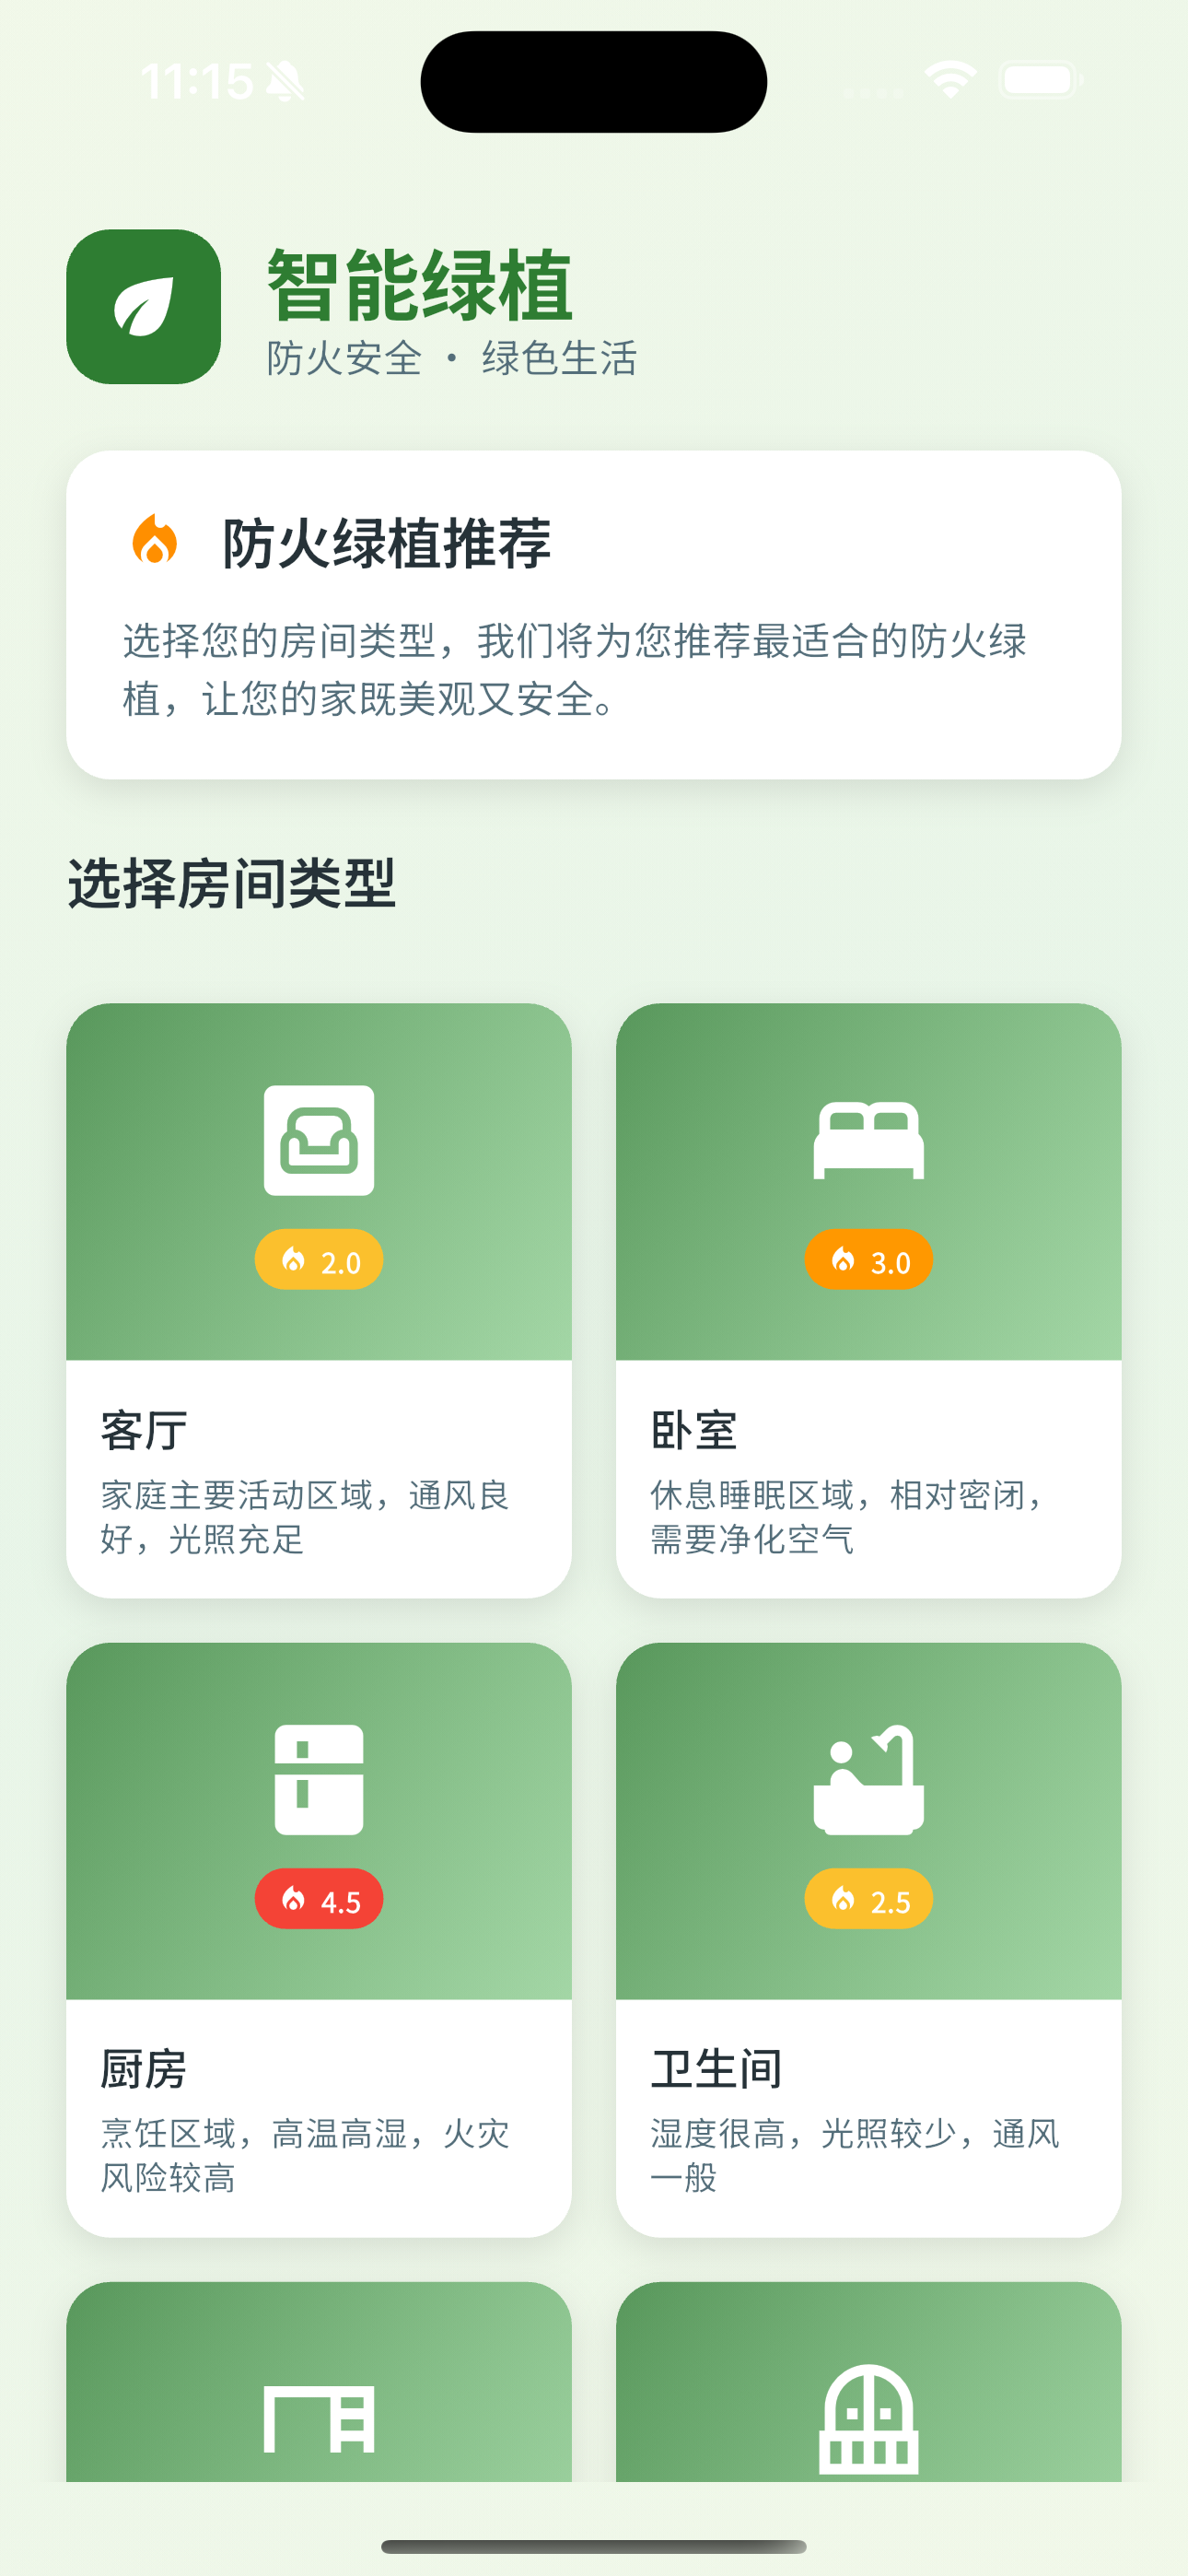 11:15
智能绿植
防火安全 · 绿色生活
防火绿植推荐
选择您的房间类型，我们将为您推荐最适合的防火绿
植，让您的家既美观又安全。
选择房间类型
2.0
3.0
客厅
卧室
家庭主要活动区域，通风良
好，光照充足
休息睡眠区域，相对密闭，
需要净化空气
4.5
2.5
厨房
卫生间
烹饪区域，高温高湿，火灾
风险较高
湿度很高，光照较少，通风
一般